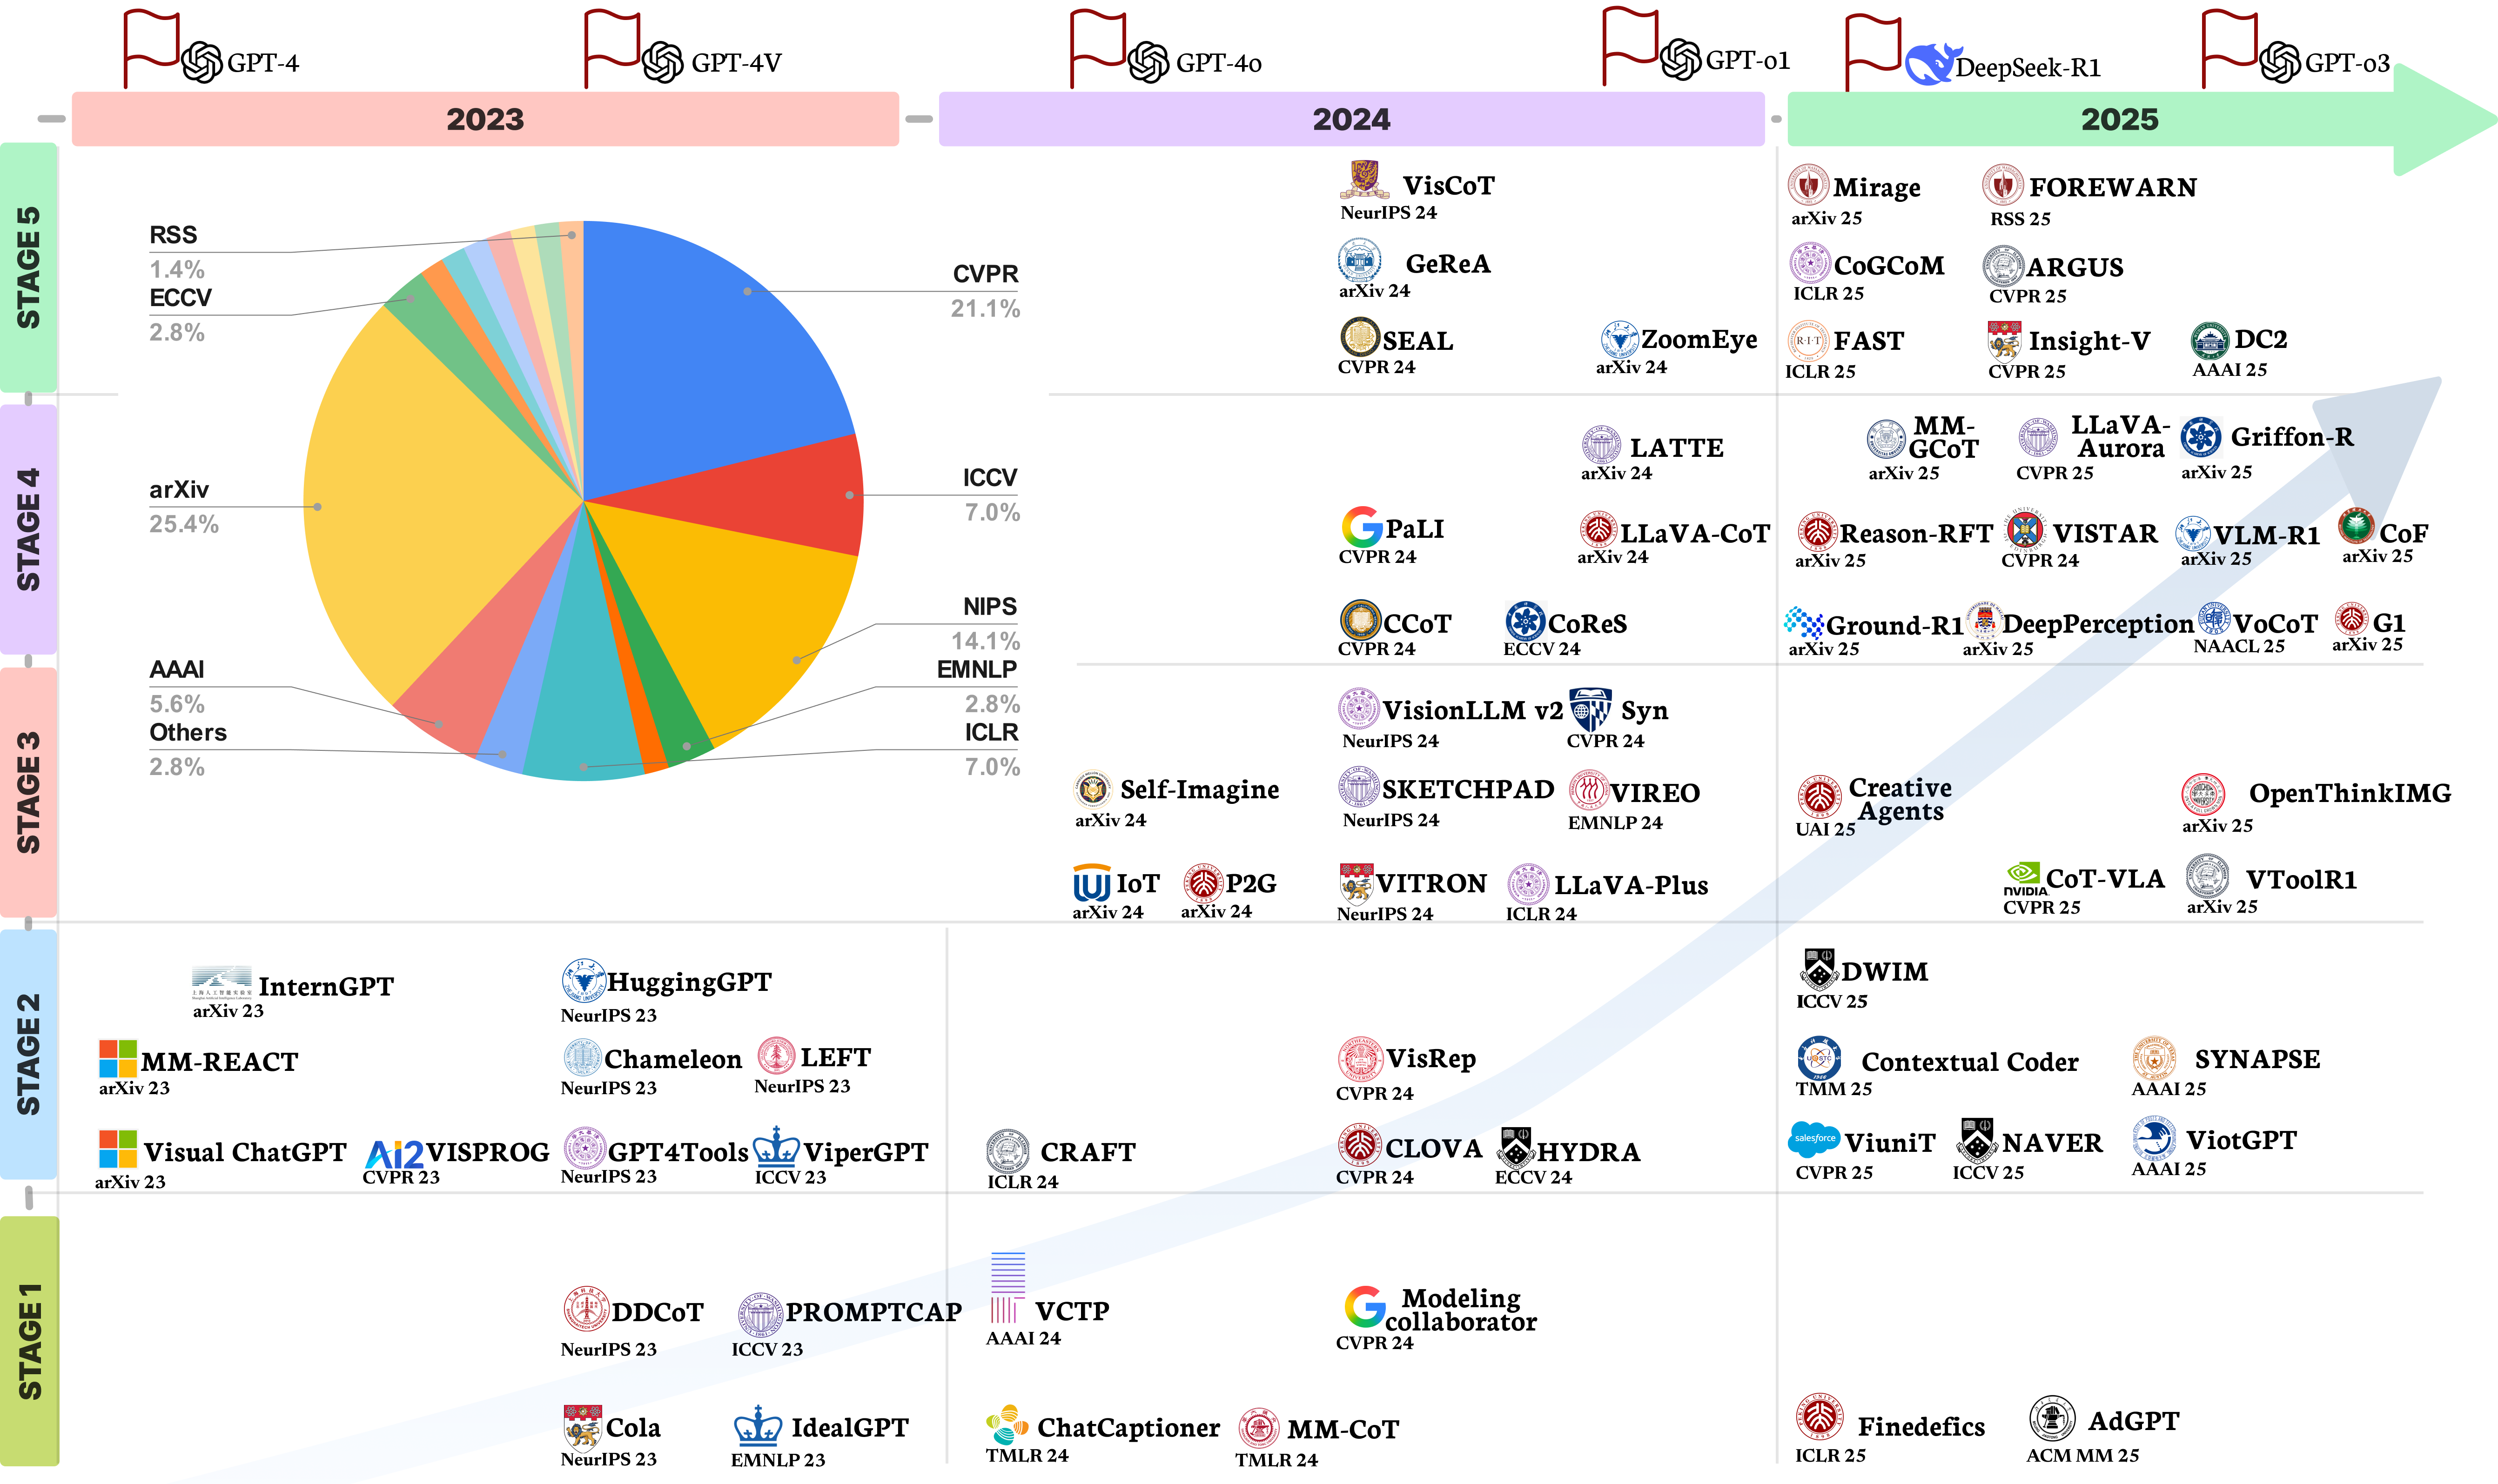 GPT-4
GPT-4V
GPT-4o
GPT-o1
DeepSeek-R1
GPT-o3
2023
2024
2025
STAGE 5
RSS
1.4%
ECCV
2.8%
arXiv
25.4%
AAAI
5.6%
Others
2.8%
CVPR
21.1%
ICCV
7.0%
NIPS
14.1%
EMNLP
2.8%
ICLR
7.0%
VisCoT
NeurIPS 24
GeReA
arXiv 24
SEAL
CVPR 24
ZoomEye
arXiv 24
Mirage
arXiv 25
FOREWARN
RSS 25
CoGCoM
ICLR 25
ARGUS
CVPR 25
R·I·T
FAST
ICLR 25
Insight-V
CVPR 25
DC2
AAAI 25
STAGE 4
LATTE
arXiv 24
MM-
GCoT
arXiv 25
LLaVA-
Aurora
CVPR 25
Griffon-R
arXiv 25
PaLI
CVPR 24
LLaVA-CoT
arXiv 24
Reason-RFT
arXiv 25
VISTAR
CVPR 24
VLM-R1
arXiv 25
CoF
arXiv 25
CCoT
CVPR 24
CoReS
ECCV 24
Ground-R1
arXiv 25
DeepPerception
arXiv 25
VoCoT
NAACL 25
G1
arXiv 25
STAGE 3
VisionLLM v2
NeurIPS 24
Syn
CVPR 24
Self-Imagine
arXiv 24
SKETCHPAD
NeurIPS 24
VIREO
EMNLP 24
Creative
Agents
UAI 25
OpenThinkIMG
arXiv 25
IoT
arXiv 24
P2G
arXiv 24
VITRON
NeurIPS 24
LLaVA-Plus
ICLR 24
NVIDIA
CoT-VLA
CVPR 25
VToolR1
arXiv 25
STAGE 2
InternGPT
arXiv 23
HuggingGPT
NeurIPS 23
DWIM
ICCV 25
MM-REACT
arXiv 23
Chameleon
NeurIPS 23
LEFT
NeurIPS 23
VisRep
CVPR 24
Contextual Coder
TMM 25
SYNAPSE
AAAI 25
Visual ChatGPT
arXiv 23
Ai2
VISPROG
CVPR 23
GPT4Tools
NeurIPS 23
ViperGPT
ICCV 23
CRAFT
ICLR 24
CLOVA
CVPR 24
HYDRA
ECCV 24
salesforce
ViuniT
CVPR 25
NAVER
ICCV 25
ViotGPT
AAAI 25
STAGE 1
DDCoT
NeurIPS 23
PROMPTCAP
ICCV 23
VCTP
AAAI 24
Modeling
collaborator
CVPR 24
Cola
NeurIPS 23
IdealGPT
EMNLP 23
ChatCaptioner
TMLR 24
MM-CoT
TMLR 24
Finedefics
ICLR 25
AdGPT
ACM MM 25